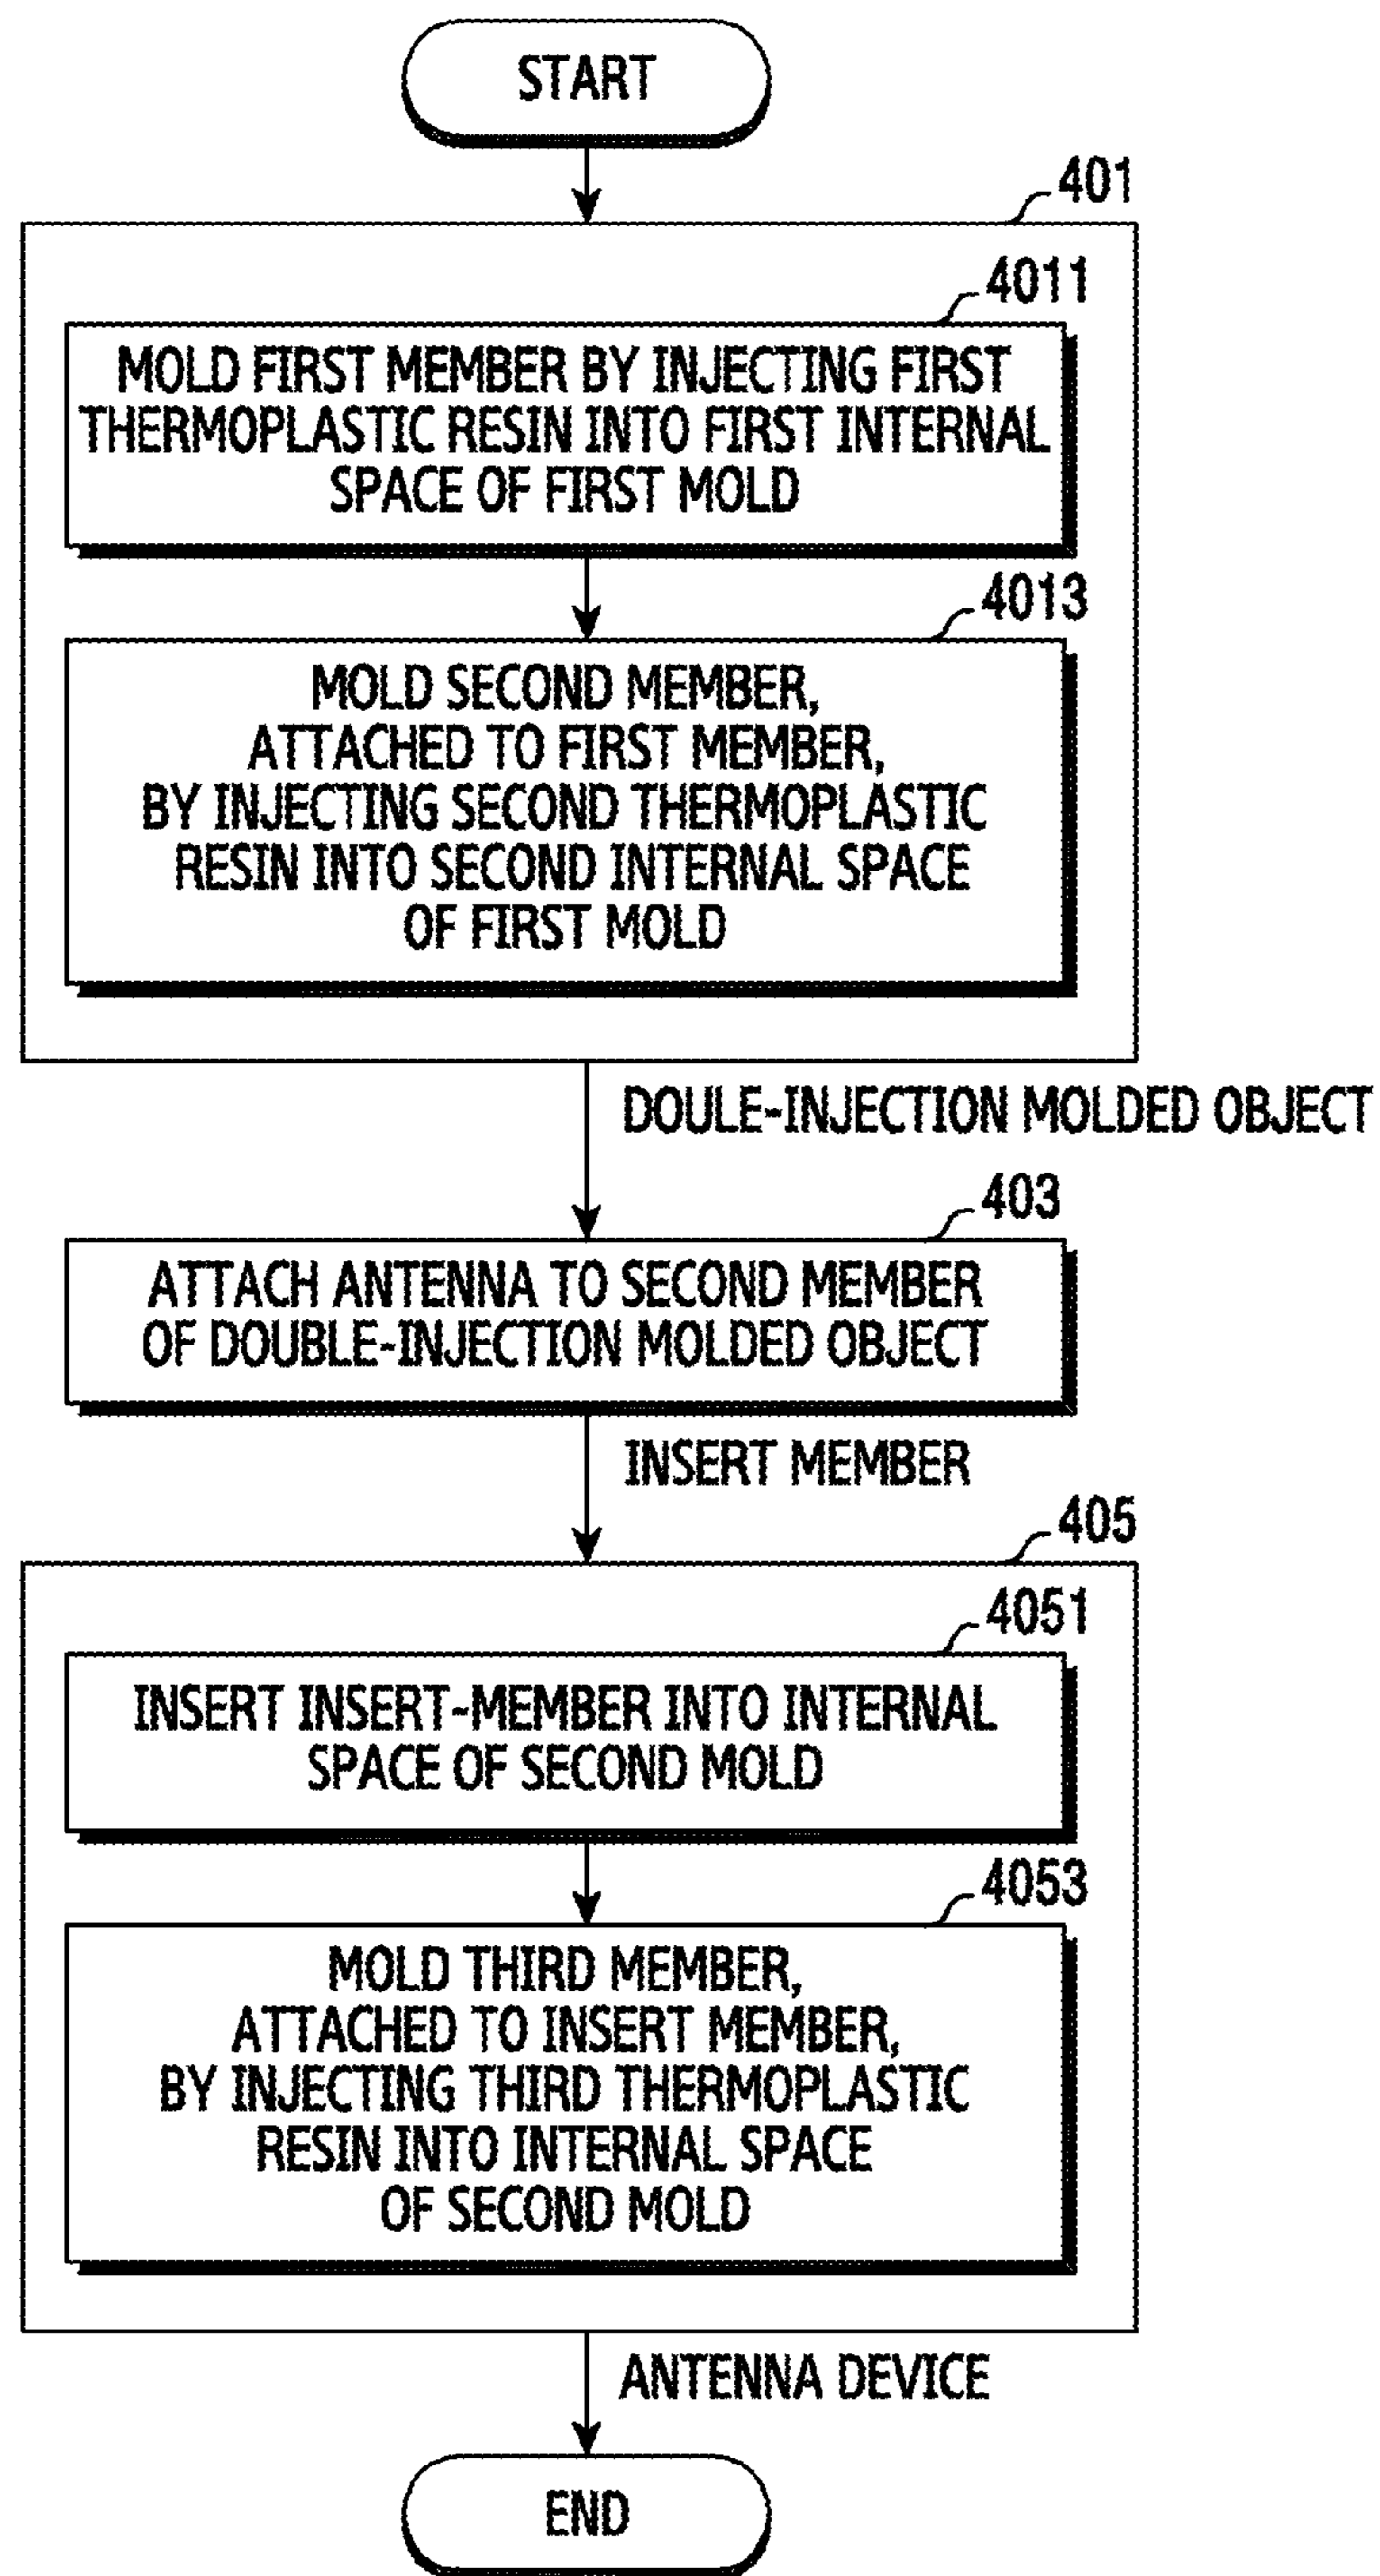 START
401
4011
MOLD FIRST MEMBER BY INJECTING FIRST
THERMOPLASTIC RESIN INTO FIRST INTERNAL
SPACE OF FIRST MOLD
4013
MOLD SECOND MEMBER,
ATTACHED TO FIRST MEMBER,
BY INJECTING SECOND THERMOPLASTIC
RESIN INTO SECOND INTERNAL SPACE
OF FIRST MOLD
DOULE-INJECTION MOLDED OBJECT
403
ATTACH ANTENNA TO SECOND MEMBER
OF DOUBLE-INJECTION MOLDED OBJECT
INSERT MEMBER
405
4051
INSERT INSERT-MEMBER INTO INTERNAL
SPACE OF SECOND MOLD
4053
MOLD THIRD MEMBER,
ATTACHED TO INSERT MEMBER,
BY INJECTING THIRD THERMOPLASTIC
RESIN INTO INTERNAL SPACE
OF SECOND MOLD
ANTENNA DEVICE
END